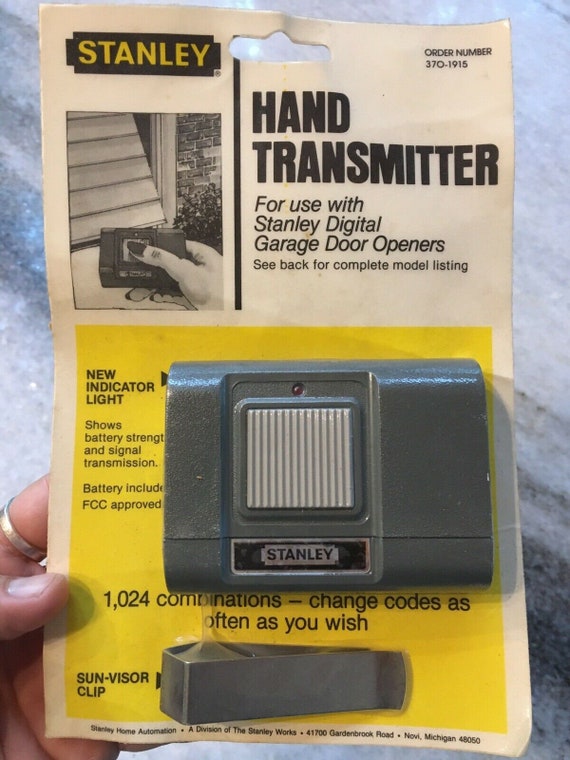 STANLEY
ORDER NUMBER
370-1915
HAND
TRANSMITTER
For use with
Stanley Digital
Garage Door Openers
See back for complete model listing
STANLEY
NEW
INDICATOR
LIGHT
Shows
battery strengt
and signal
transmission.
Battery include
FCC approved
STANLEY
1,024 combinations – change codes as
often as you wish
SUN-VISOR
CLIP
Stanley Home Automation • A Division of The Stanley Works • 41700 Gardenbrook Road • Novi, Michigan 48050